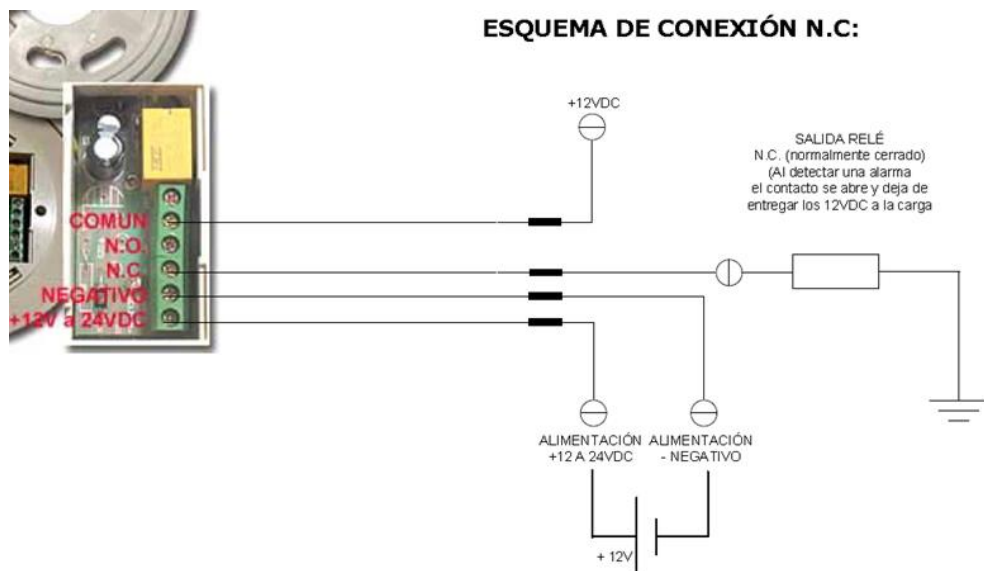 ESQUEMA DE CONEXIÓN N.C:
+12VDC
SALIDA RELÉ
N.C. (normalmente cerrado)
(Al detectar una alarma
el contacto se abre y deja de
entregar los 12VDC a la carga
COMUN
N.O.
N.C.
NEGATIVO
+12V a 24VDC
ALIMENTACIÓN
+12 A 24VDC
ALIMENTACIÓN
- NEGATIVO
+ 12V